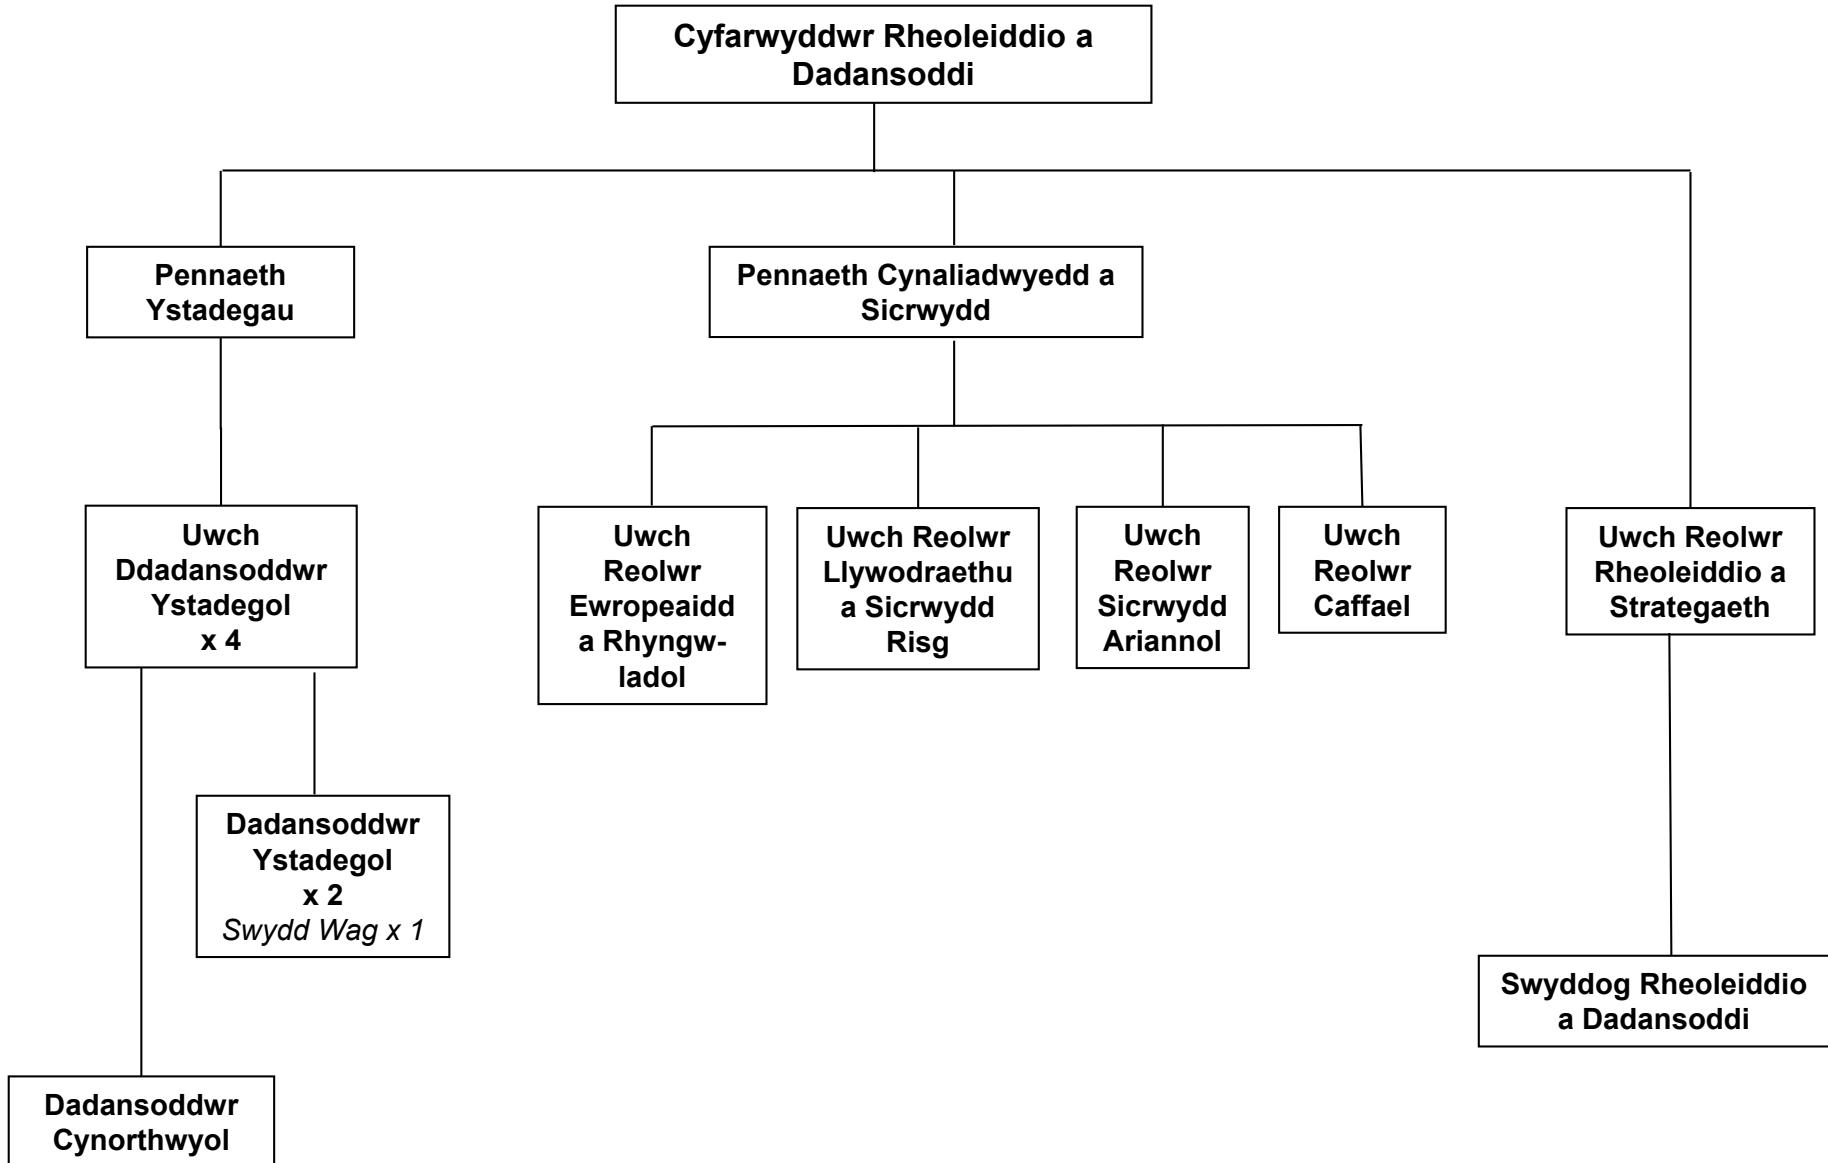 Cyfarwyddwr Rheoleiddio a
Dadansoddi
Pennaeth
Ystadegau
Pennaeth Cynaliadwyedd a
Sicrwydd
Uwch
Ddadansoddwr
Ystadegol
x 4
Uwch
Reolwr
Ewropeaidd
a Rhyngw-
ladol
Uwch Reolwr
Llywodraethu
a Sicrwydd
Risg
Uwch
Reolwr
Sicrwydd
Ariannol
Uwch
Reolwr
Caffael
Uwch Reolwr
Rheoleiddio a
Strategaeth
Dadansoddwr
Ystadegol
x 2
Swydd Wag x 1
Swyddog Rheoleiddio
a Dadansoddi
Dadansoddwr
Cynorthwyol